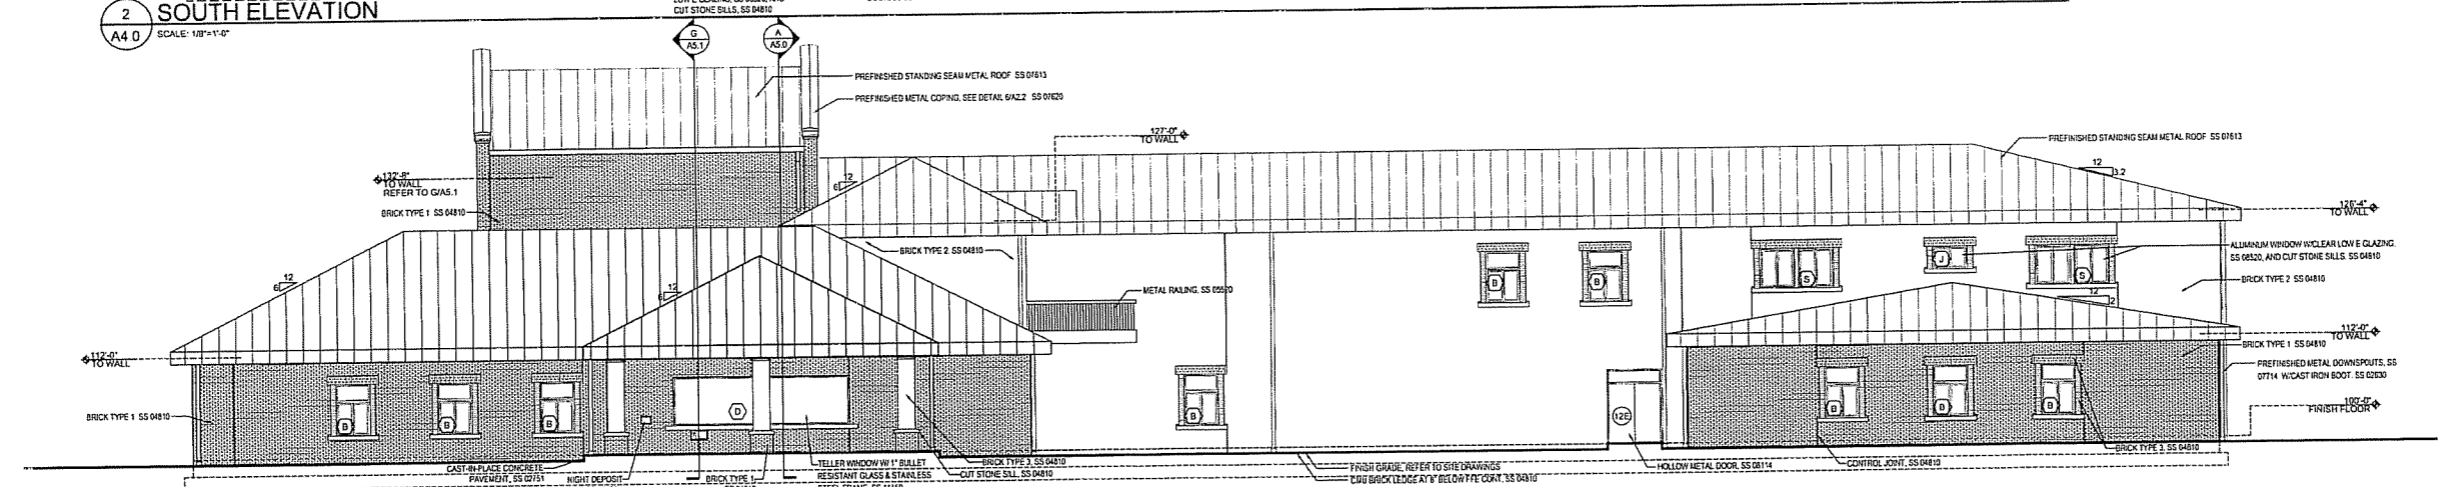 2
A4 0
SOUTH ELEVATION
SCALE: 1/8"=1'-0"
CUT STONE SILLS, SS 04810
G
A5.1
A
A5.0
PREFINISHED STANDING SEAM METAL ROOF SS 07613
PREFINISHED METAL COPING, SEE DETAIL 6/A2.2 SS 07620
127'-0"
TO WALL
PREFINISHED STANDING SEAM METAL ROOF SS 07613
12
3.2
132'-8"
TO WALL
REFER TO G/A5.1
12
6
BRICK TYPE 1 SS 04810
126'-4"
TO WALL
BRICK TYPE 2, SS 04810
ALUMINUM WINDOW W/CLEAR LOW E GLAZING,
SS 08520, AND CUT STONE SILLS, SS 04810
J
S
S
B
B
BRICK TYPE 2 SS 04810
12
6
12
6
METAL RAILING, SS 05520
12
2
112'-0"
TO WALL
112'-0"
TO WALL
BRICK TYPE 1 SS 04810
PREFINISHED METAL DOWNSPOUTS, SS
07714 W/CAST IRON BOOT, SS 02630
BRICK TYPE 1 SS 04810
B
B
B
D
B
12E
B
B
B
100'-0"
FINISH FLOOR
CAST-IN-PLACE CONCRETE
PAVEMENT, SS 02751
NIGHT DEPOSIT
BRICK TYPE 1
TELLER WINDOW W/ 1" BULLET
RESISTANT GLASS & STAINLESS
BRICK TYPE 3, SS 04810
CUT STONE SILL, SS 04810
FINISH GRADE, REFER TO SITE DRAWINGS
CMU BRICK LEDGE AT 8" BELOW FFE CONT, SS 04810
HOLLOW METAL DOOR, SS 08114
CONTROL JOINT, SS 04810
BRICK TYPE 3, SS 04810